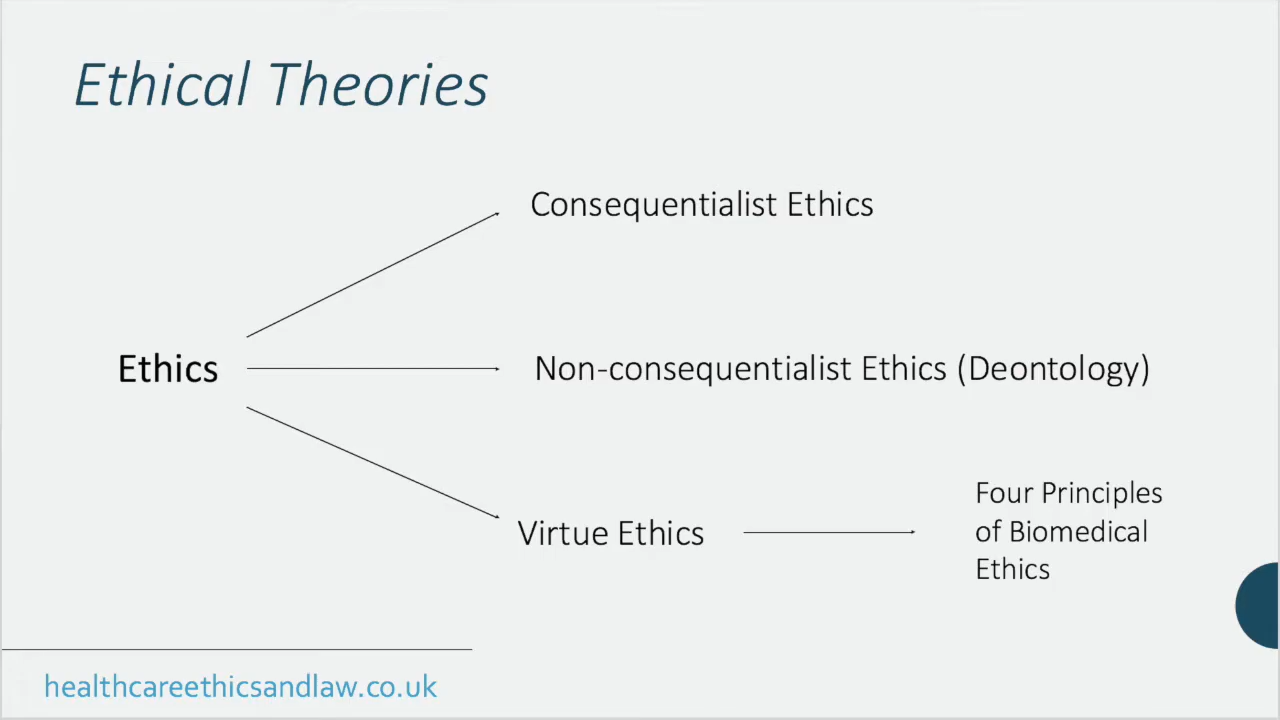 Ethical Theories
Consequentialist Ethics
Ethics
Non-consequentialist Ethics (Deontology)
Virtue Ethics
Four Principles
of Biomedical
Ethics
healthcareethicsandlaw.co.uk